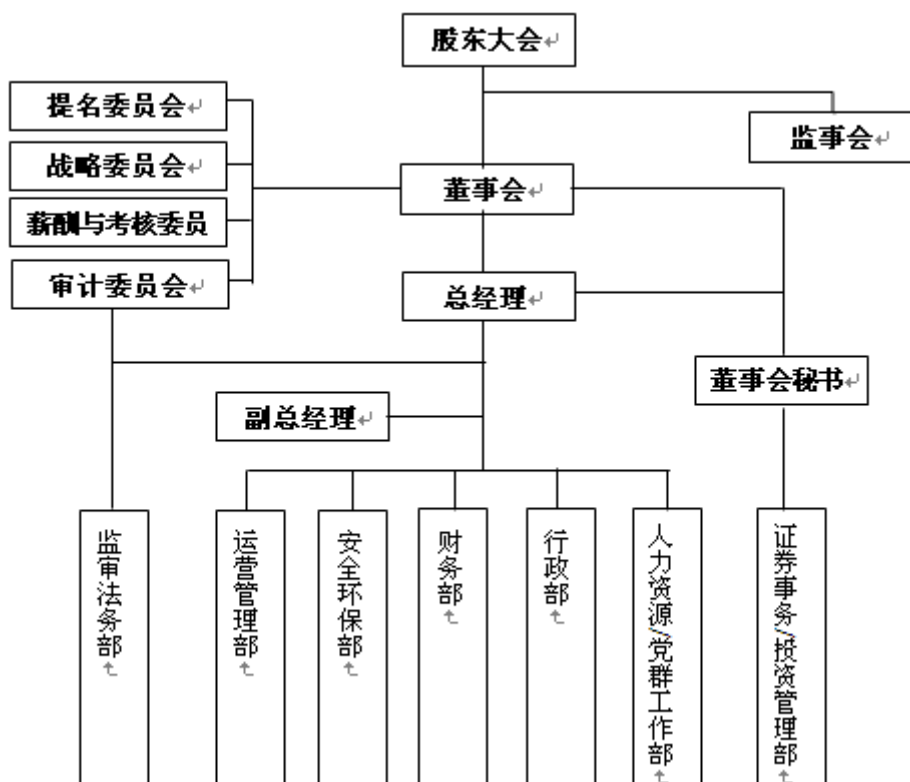 股东大会
提名委员会
监事会
战略委员会
董事会
薪酬与考核委员
审计委员会
总经理
董事会秘书
副总经理
监审法务部
运营管理部
安全环保部
财务部
行政部
人力资源/党群工作部
证券事务/投资管理部